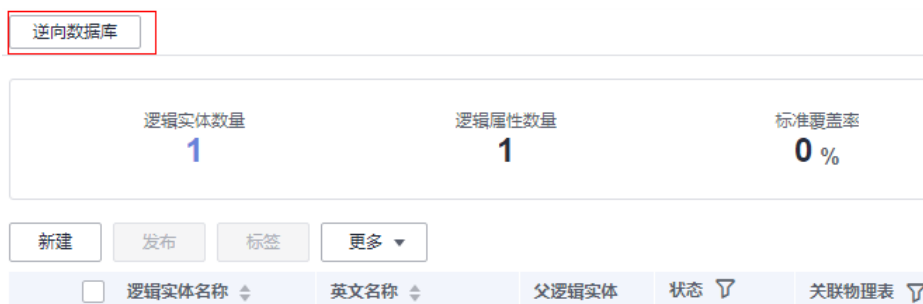 逆向数据库
逻辑实体数量 逻辑属性数量 标准覆盖率
1 1 0 %
新建 发布 标签 更多
逻辑实体名称 英文名称 父逻辑实体 状态 关联物理表